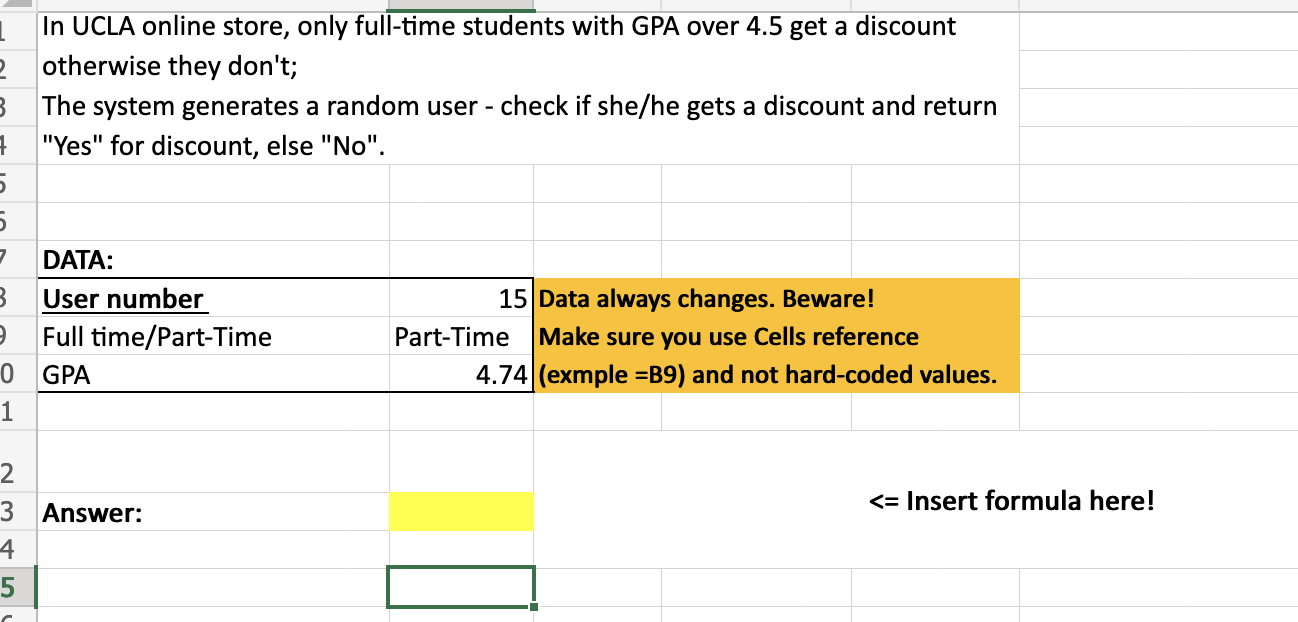 In UCLA online store, only full-time students with GPA over 4.5 get a discount
otherwise they don't;
The system generates a random user - check if she/he gets a discount and return
"Yes" for discount, else "No".
DATA:
User number 15 Data always changes. Beware!
Full time/Part-Time Part-Time Make sure you use Cells reference
GPA 4.74 (exmple =B9) and not hard-coded values.
<= Insert formula here!
Answer: